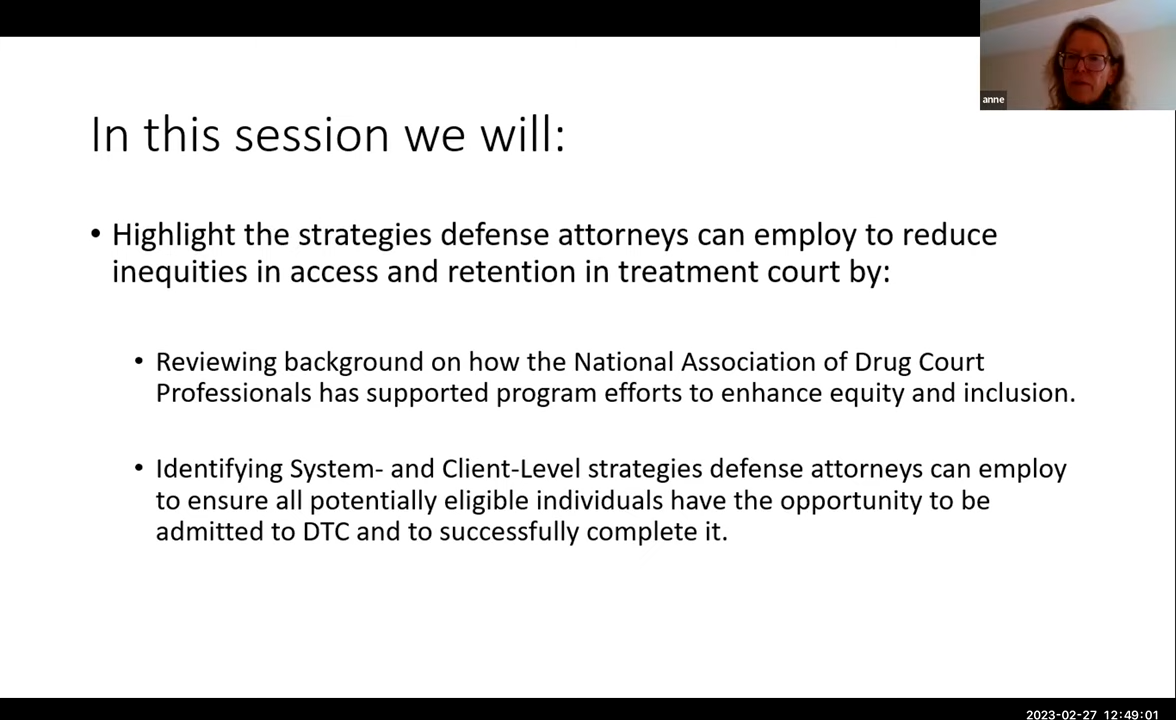 anne
In this session we will:
• Highlight the strategies defense attorneys can employ to reduce
inequities in access and retention in treatment court by:
• Reviewing background on how the National Association of Drug Court
Professionals has supported program efforts to enhance equity and inclusion.
• Identifying System- and Client-Level strategies defense attorneys can employ
to ensure all potentially eligible individuals have the opportunity to be
admitted to DTC and to successfully complete it.
2023-02-27 12:49:01